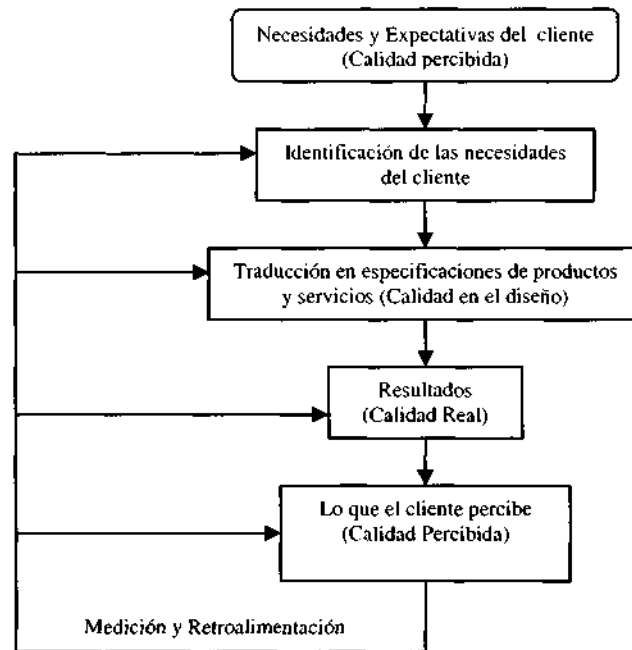 Necesidades y Expectativas del cliente
(Calidad percibida)
Identificación de las necesidades
del cliente
Traducción en especificaciones de productos
y servicios (Calidad en el diseño)
Resultados
(Calidad Real)
Lo que el cliente percibe
(Calidad Percibida)
Medición y Retroalimentación